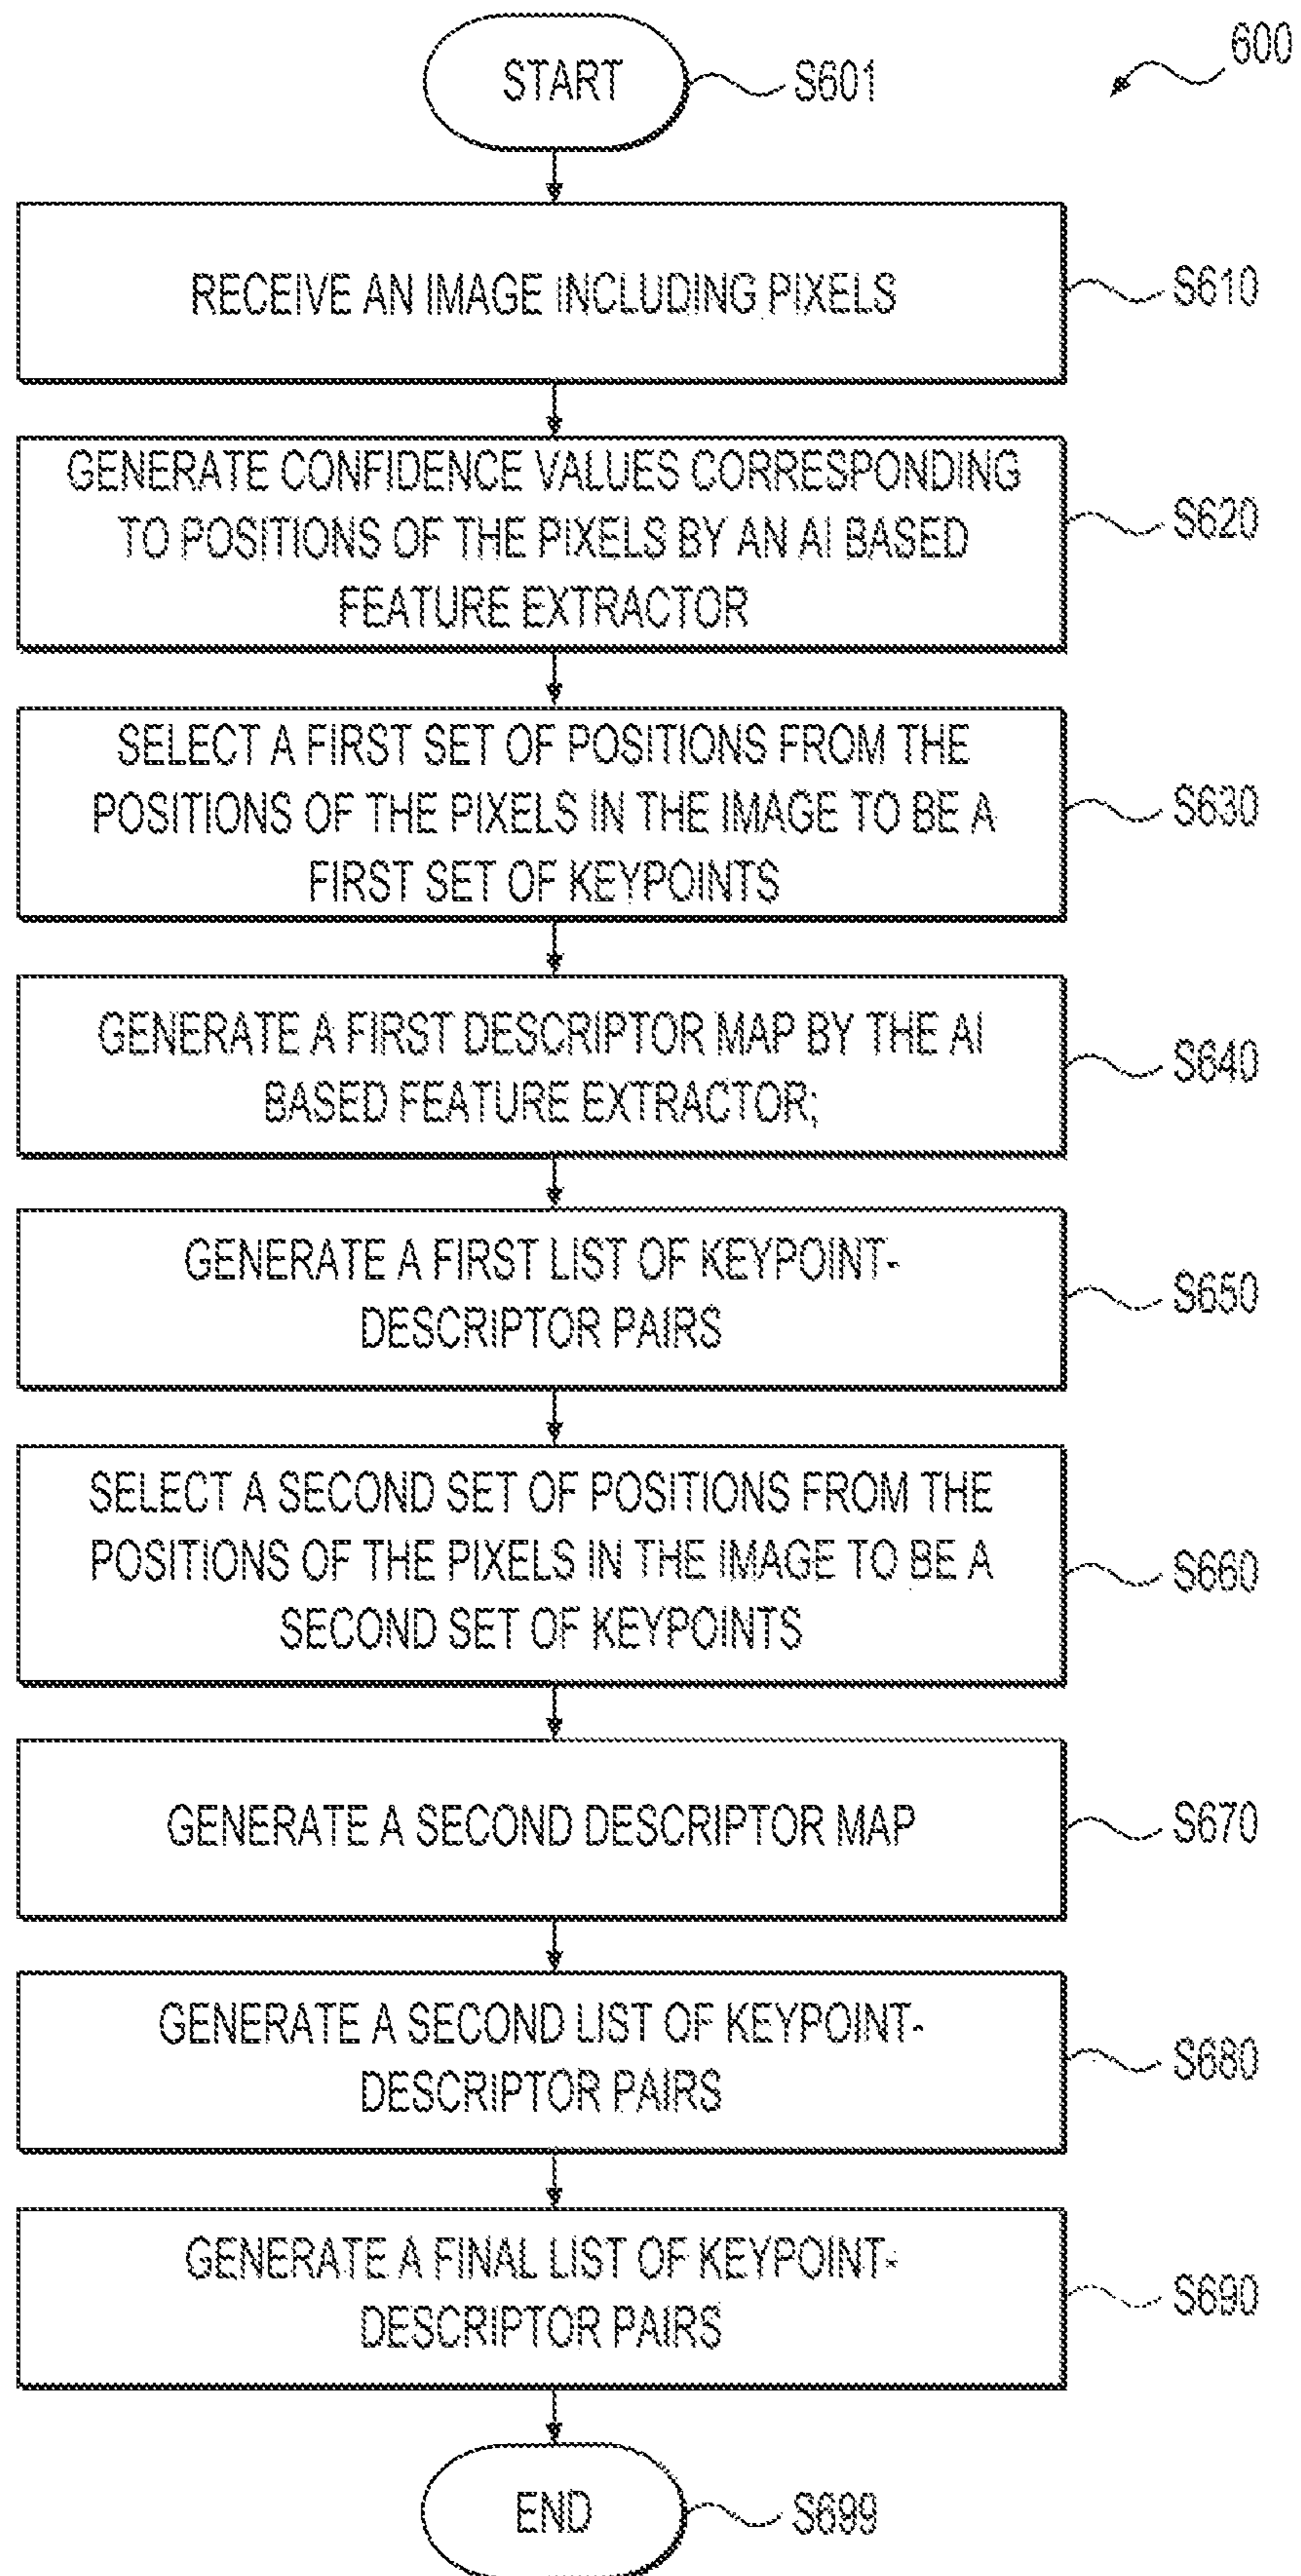 600
START
S601
RECEIVE AN IMAGE INCLUDING PIXELS
S610
GENERATE CONFIDENCE VALUES CORRESPONDING
TO POSITIONS OF THE PIXELS BY AN AI BASED
FEATURE EXTRACTOR
S620
SELECT A FIRST SET OF POSITIONS FROM THE
POSITIONS OF THE PIXELS IN THE IMAGE TO BE A
FIRST SET OF KEYPOINTS
S630
GENERATE A FIRST DESCRIPTOR MAP BY THE AI
BASED FEATURE EXTRACTOR;
S640
GENERATE A FIRST LIST OF KEYPOINT-
DESCRIPTOR PAIRS
S650
SELECT A SECOND SET OF POSITIONS FROM THE
POSITIONS OF THE PIXELS IN THE IMAGE TO BE A
SECOND SET OF KEYPOINTS
S660
GENERATE A SECOND DESCRIPTOR MAP
S670
GENERATE A SECOND LIST OF KEYPOINT-
DESCRIPTOR PAIRS
S680
GENERATE A FINAL LIST OF KEYPOINT-
DESCRIPTOR PAIRS
S690
END
S699